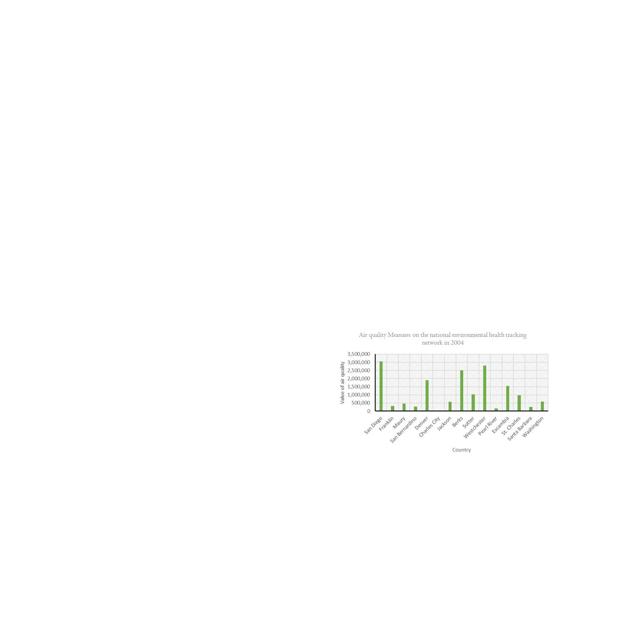 Air quality Measures on the national environmental health tracking
network in 2004
Value of air quality
3,500,000
3,000,000
2,500,000
2,000,000
1,500,000
1,000,000
500,000
0
San Diego
Franklin
Maury
San Bernardino
Denver
Charles City
Jackson
Berks
Sutter
Westchester
Pearl River
Escambia
St. Charles
Santa Barbara
Washington
Country